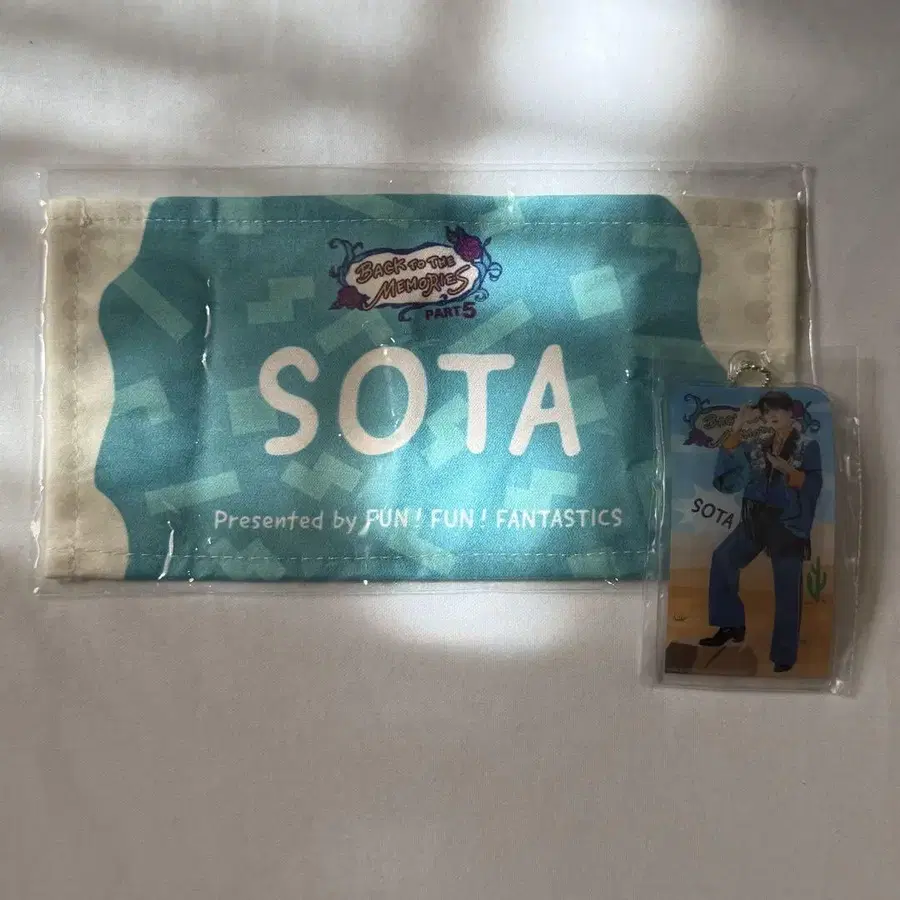 BACK TO THE
MEMORIES
PART5
SOTA
Presented by FUN! FUN! FANTASTICS
SOTA